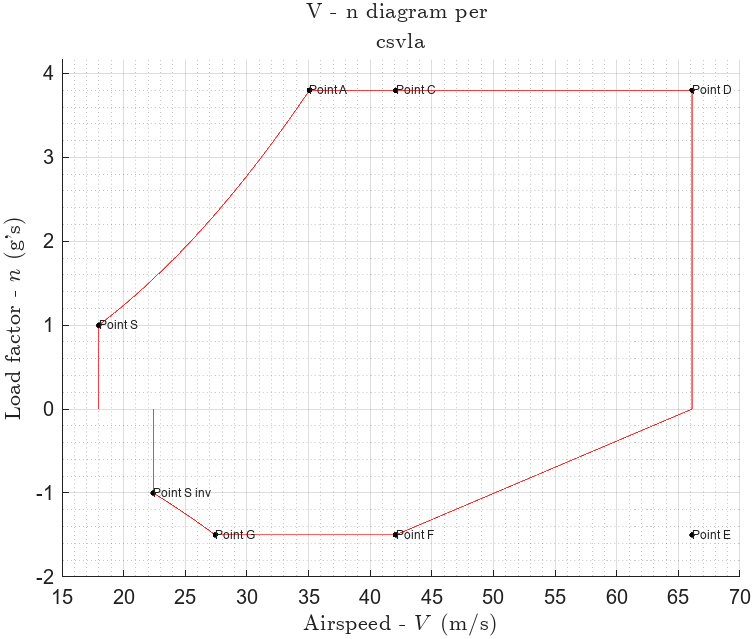 V - n diagram per
csvla
Load factor - n (g's)
4
3
2
1
0
-1
-2
Point A
Point C
Point D
Point S
Point S inv
Point G
Point F
Point E
15 20 25 30 35 40 45 50 55 60 65 70
Airspeed - V (m/s)